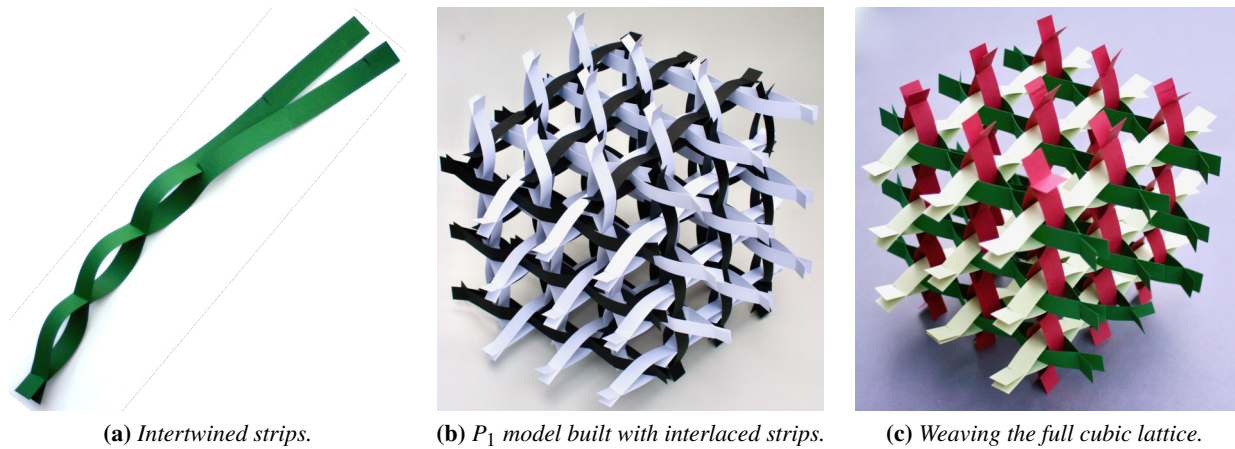 (a) Intertwined strips.
(b) P₁ model built with interlaced strips.
(c) Weaving the full cubic lattice.